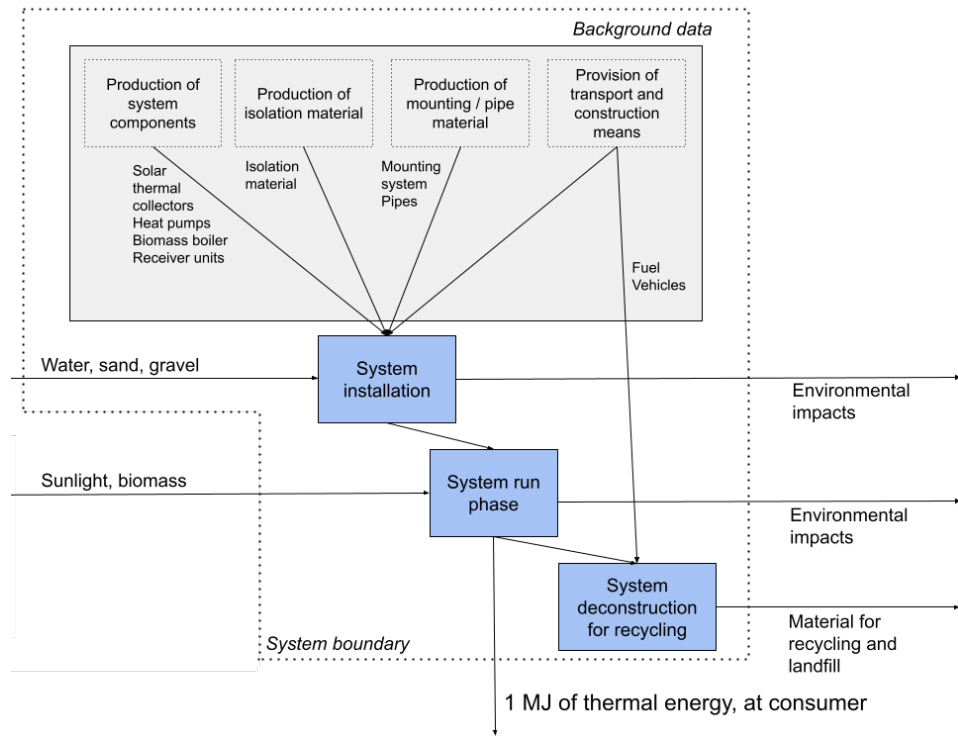 Background data
Production of
system
components
Production of
isolation material
Production of
mounting / pipe
material
Provision of
transport and
construction
means
Solar
thermal
collectors
Heat pumps
Biomass boiler
Receiver units
Isolation
material
Mounting
system
Pipes
Fuel
Vehicles
Water, sand, gravel
System
installation
Environmental
impacts
Sunlight, biomass
System run
phase
Environmental
impacts
System
deconstruction
for recycling
Material for
recycling and
landfill
System boundary
1 MJ of thermal energy, at consumer